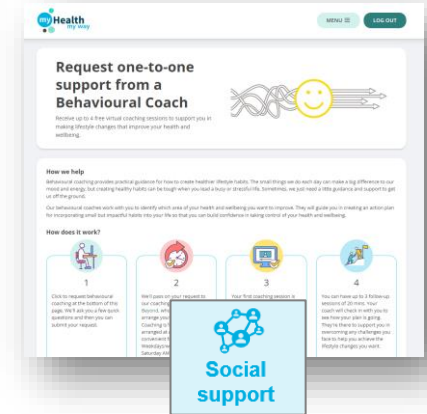 my Health
my way
MENU
LOG OUT
Request one-to-one
support from a
Behavioural Coach
Receive up to 4 free virtual coaching sessions to support you in
making lifestyle changes that improve your health and
wellbeing.
How we help
Behavioural coaching provides practical guidance for how to create healthier lifestyle habits. The small things we do each day can make a big difference to our
mood and energy, but creating healthy habits can be tough when you lead a busy or stressful life. Sometimes, we just need a little guidance and support to get
us off the ground.
Our behavioural coaches work with you to identify which area of your health and wellbeing you want to improve. They will guide you in creating an action plan
for incorporating small but impactful habits into your life so that you can build confidence in taking control of your health and wellbeing.
How does it work?
1
Click to request behavioural
coaching at the bottom of this
page. We'll ask you a few quick
questions and then you can
submit your request.
2
We'll pass on your request to
our coaching
who
arrange your
Coaching is
arranged at
convenient
Weekdays
Saturday AM
3
Your first coaching session is
4
You can have up to 3 follow-up
sessions of 20 mins. Your
coach will check in with you to
see how your plan is going.
They're there to support you in
overcoming any challenges you
face to help you achieve the
lifestyle changes you want
Social
support